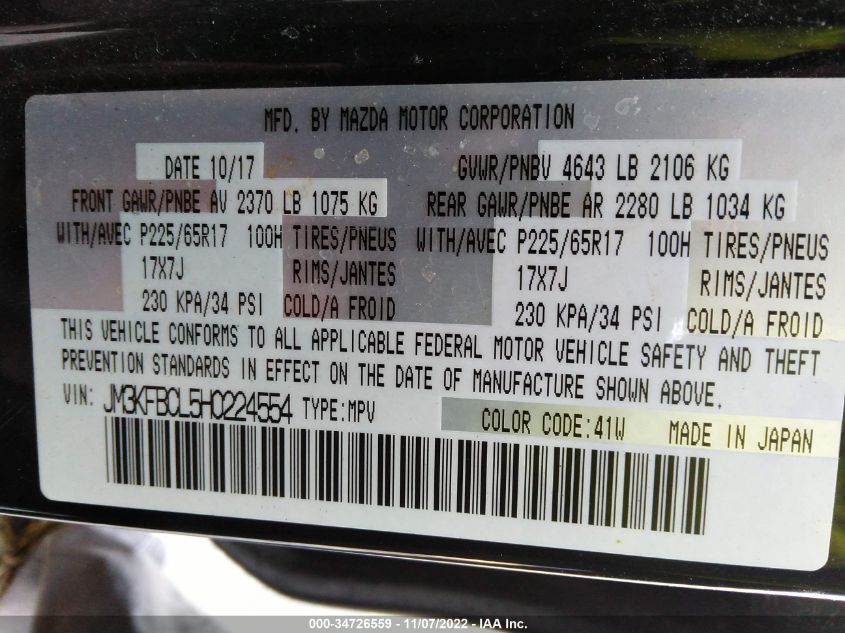 MFD. BY MAZDA MOTOR CORPORATION
DATE 10/17 GVWR/PNBV 4643 LB 2106 KG
FRONT GAWR/PNBE AV 2370 LB 1075 KG REAR GAWR/PNBE AR 2280 LB 1034 KG
WITH/AVEC P225/65R17 100H TIRES/PNEUS WITH/AVEC P225/65R17 100H TIRES/PNEUS
17X7J RIMS/JANTES 17X7J RIMS/JANTES
230 KPA/34 PSI COLD/A FROID 230 KPA/34 PSI COLD/A FROID
THIS VEHICLE CONFORMS TO ALL APPLICABLE FEDERAL MOTOR VEHICLE SAFETY AND THEFT
PREVENTION STANDARDS IN EFFECT ON THE DATE OF MANUFACTURE SHOWN ABOVE.
VIN: JM3KFBCL5H0224554 TYPE:MPV COLOR CODE:41W MADE IN JAPAN
000-34726559 - 11/07/2022 - IAA Inc.